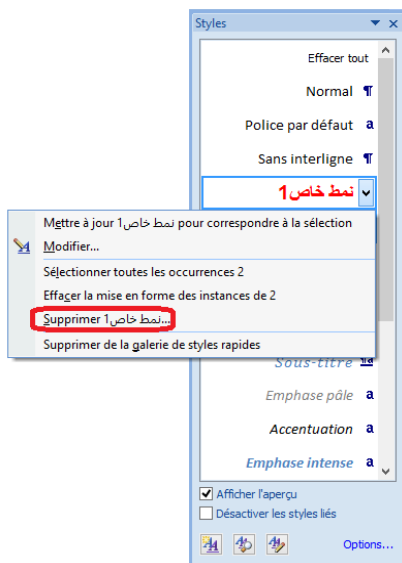 Styles
Effacer tout
Normal ¶
Police par défaut a
Sans interligne ¶
نمط خاص1
Mettre à jour نمط خاص1 pour correspondre à la sélection
Modifier...
Sélectionner toutes les occurrences 2
Effacer la mise en forme des instances de 2
Supprimer نمط خاص1...
Supprimer de la galerie de styles rapides
Sous-titre ¶a
Emphase pâle a
Accentuation a
Emphase intense a
Afficher l'aperçu
Désactiver les styles liés
Options...